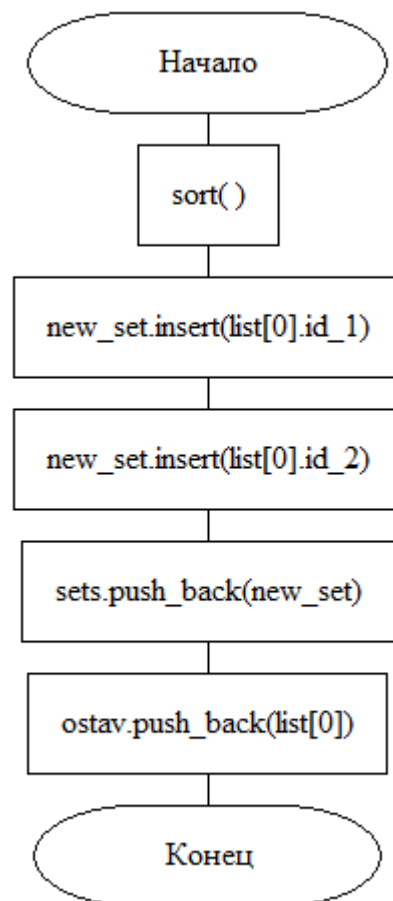 Начало
sort( )
new_set.insert(list[0].id_1)
new_set.insert(list[0].id_2)
sets.push_back(new_set)
ostav.push_back(list[0])
Конец